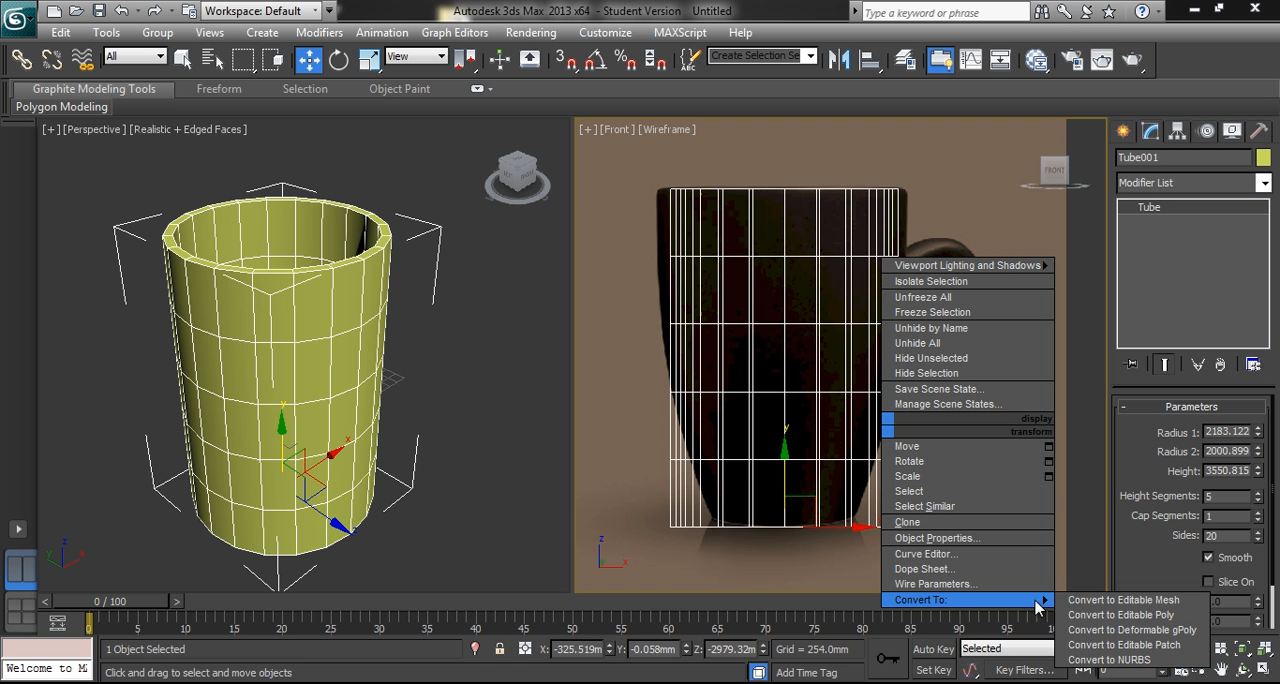 Workspace: Default
Autodesk 3ds Max 2013 x64 - Student Version Untitled
Type a keyword or phrase
Edit Tools Group Views Create Modifiers Animation Graph Editors Rendering Customize MAXScript Help
All View 3 Create Selection Se
Graphite Modeling Tools Freeform Selection Object Paint
Polygon Modeling
[+] [Perspective ] [Realistic + Edged Faces ]
[+] [Front ] [Wireframe ]
FRONT
Tube001
Modifier List
Tube
Viewport Lighting and Shadows
Isolate Selection
Unfreeze All
Freeze Selection
Unhide by Name
Unhide All
Hide Unselected
Hide Selection
Save Scene State...
Manage Scene States...
display
transform
Move
Rotate
Scale
Select
Select Similar
Clone
Object Properties...
Curve Editor...
Dope Sheet...
Wire Parameters...
Convert To:
Convert to Editable Mesh
Convert to Editable Poly
Convert to Deformable gPoly
Convert to Editable Patch
Convert to NURBS
- Parameters
Radius 1: 2183.122
Radius 2: 2000.899
Height: 3550.815
Height Segments: 5
Cap Segments: 1
Sides: 20
Smooth
Slice On
y
x
z
y
x
y
z
x
< 0 / 100 >
0 5 10 15 20 25 30 35 40 45 50 55 60 65 70 75 80 85 90 95
1 Object Selected
X: -325.519m Y: -0.058mm Z: -2979.32m Grid = 254.0mm
Auto Key Selected
Welcome to M
Click and drag to select and move objects
Add Time Tag
Set Key Key Filters...
0